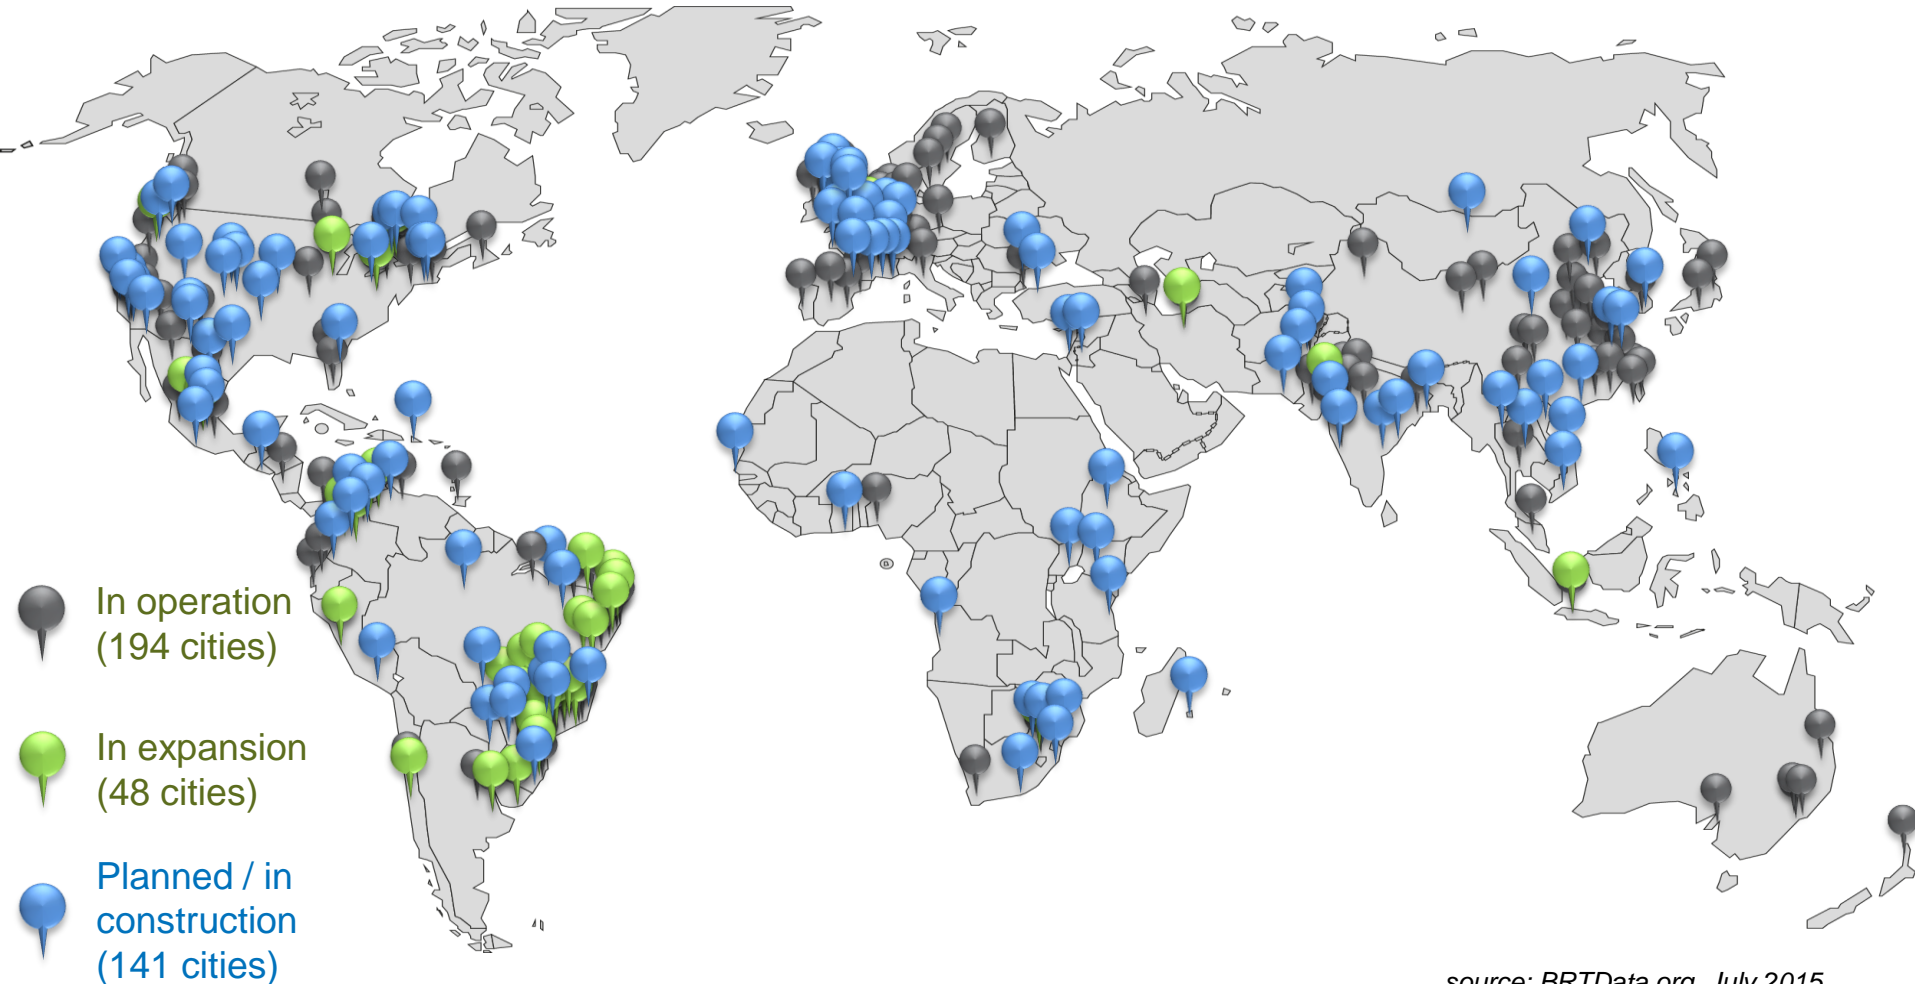 In operation
(194 cities)
In expansion
(48 cities)
Planned / in
construction
(141 cities)
source: BRTData.org, July 2015